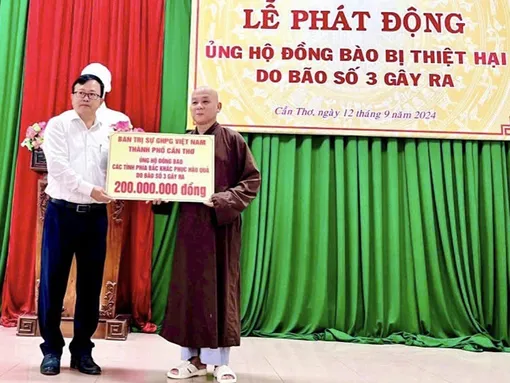 LỄ PHÁT ĐỘNG
ỦNG HỘ ĐỒNG BÀO BỊ THIỆT HẠI
DO BÃO SỐ 3 GÂY RA
Cần Thơ, ngày 12 tháng 9 năm 2024
BAN TRỊ SỰ GHPG VIỆT NAM
THÀNH PHỐ CẦN THƠ
ỦNG HỘ ĐỒNG BÀO
CÁC TỈNH PHÍA BẮC KHẮC PHỤC HẬU QUẢ
DO BÃO SỐ 3 GÂY RA
200.000.000 đồng